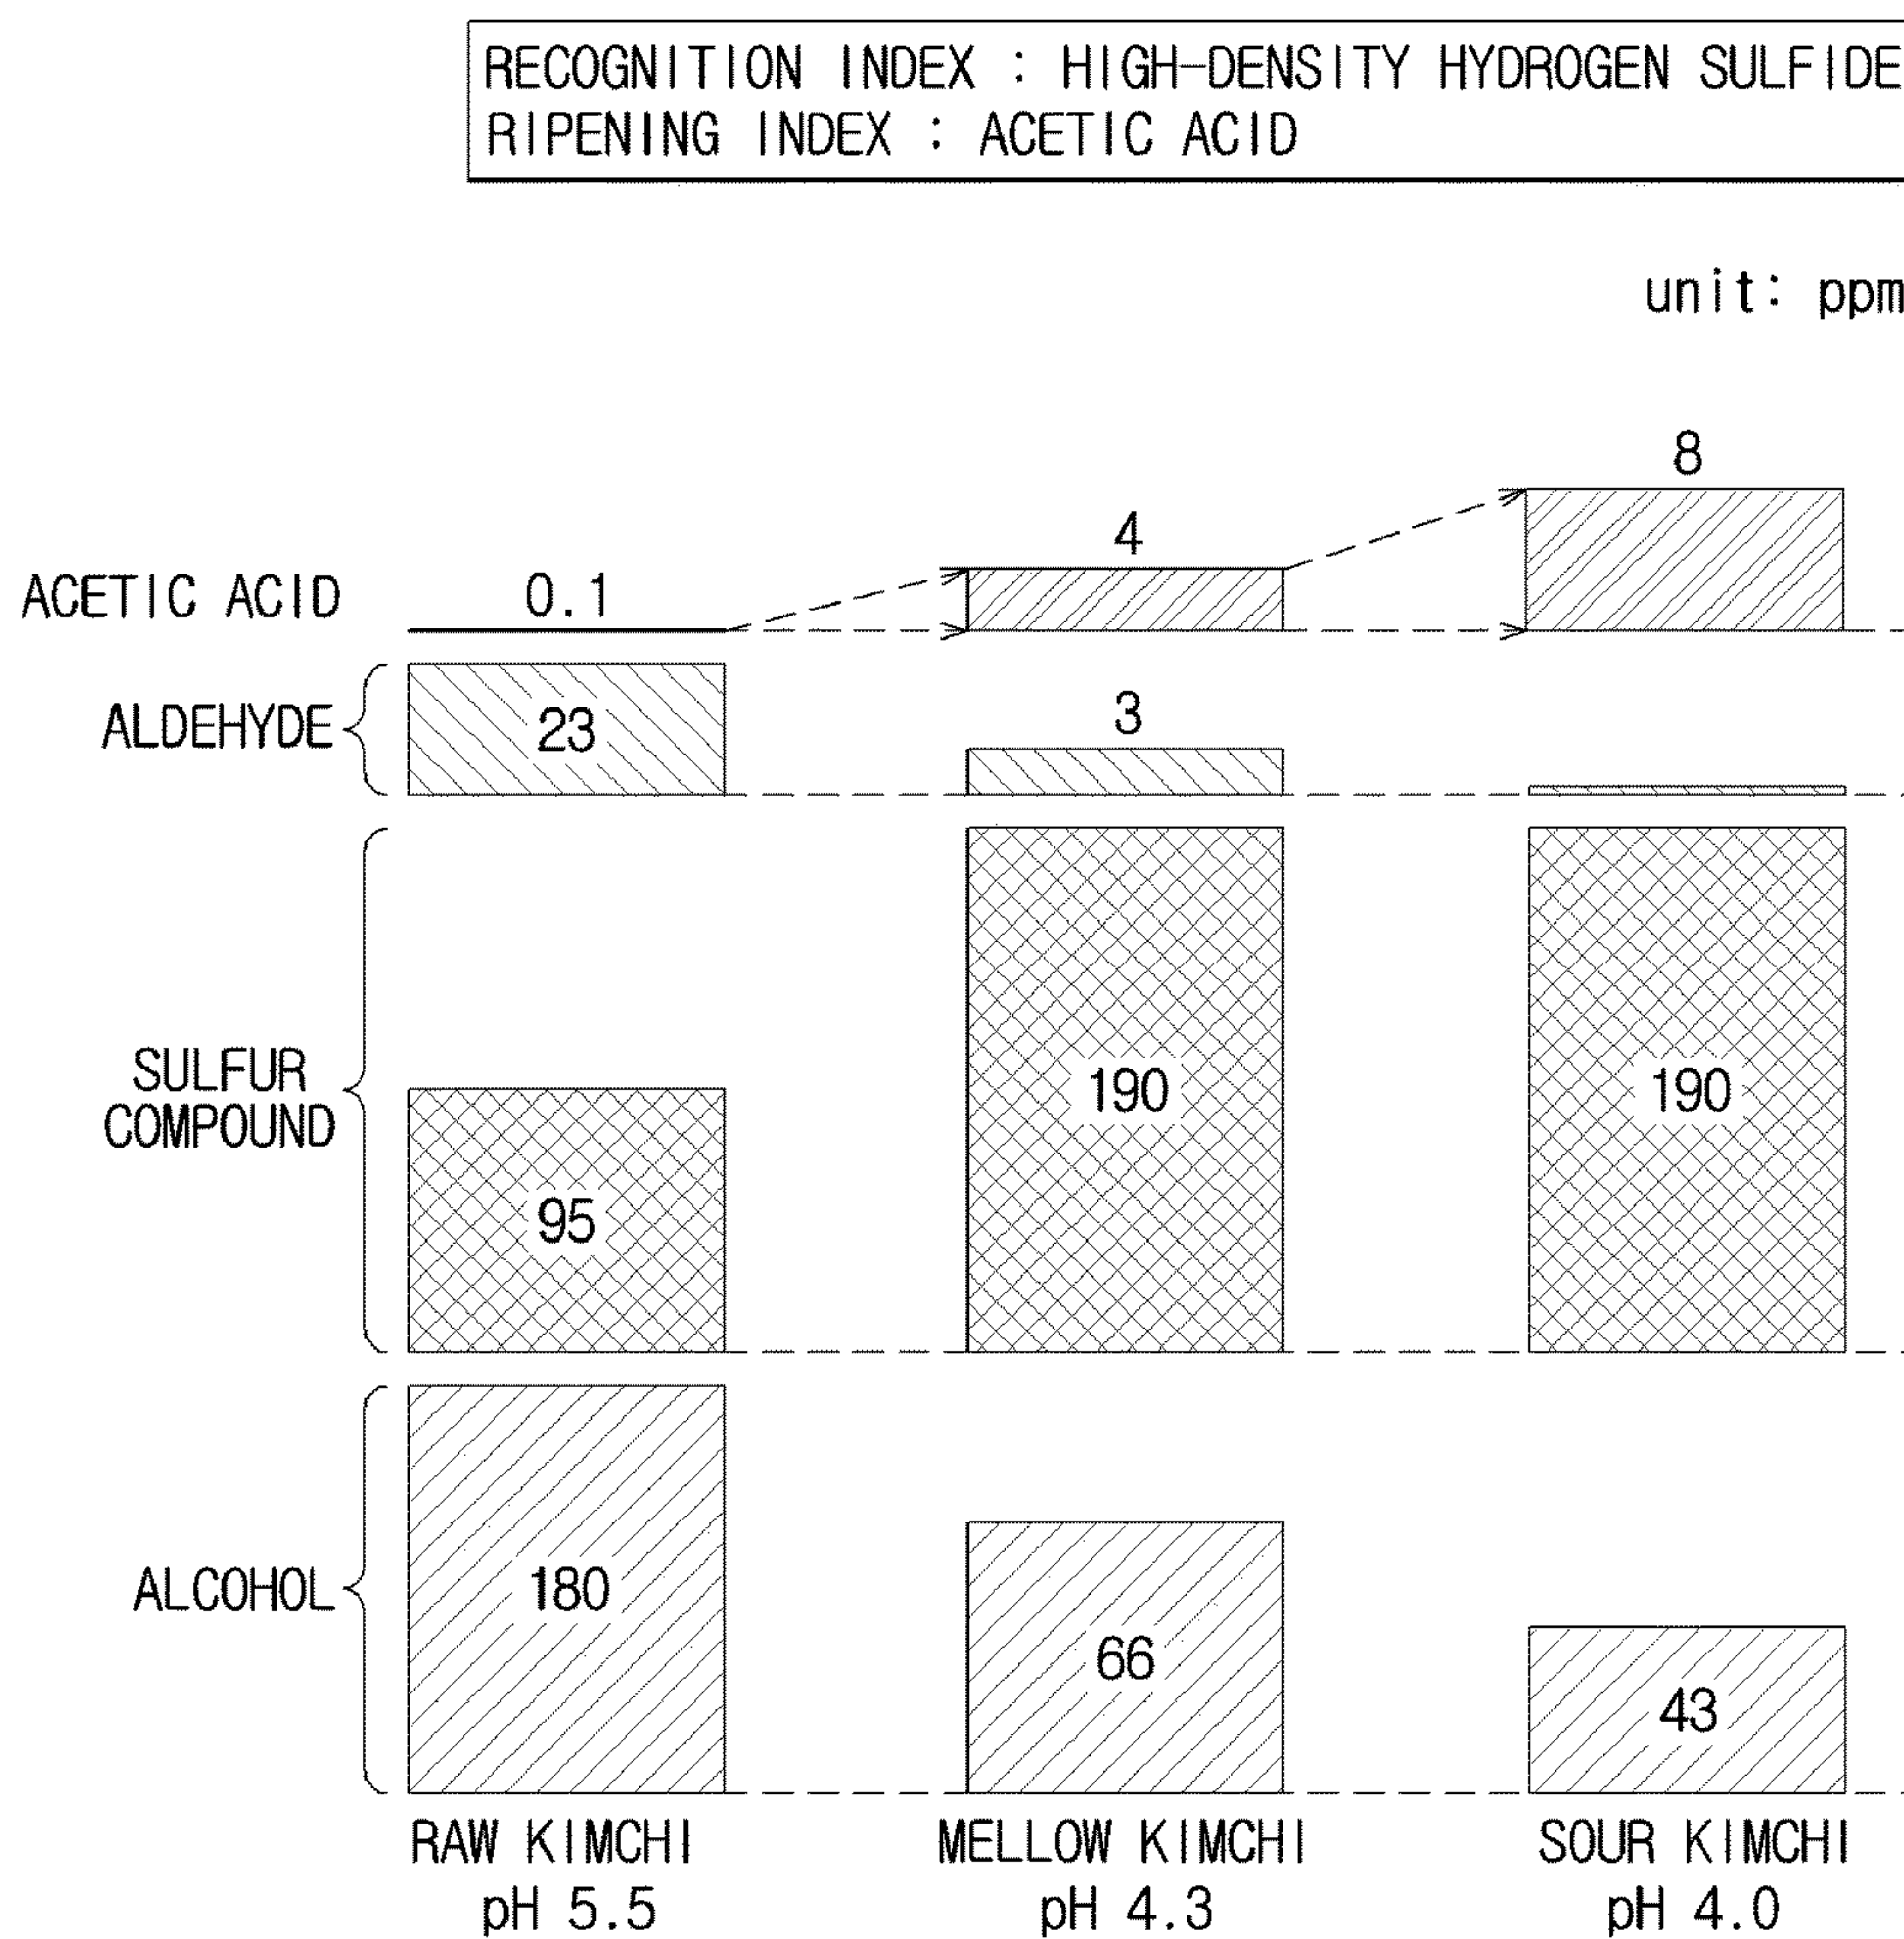 RECOGNITION INDEX : HIGH-DENSITY HYDROGEN SULFIDE
RIPENING INDEX : ACETIC ACID
unit: ppm
8
4
ACETIC ACID
0.1
ALDEHYDE
23
3
SULFUR
COMPOUND
95
190
190
ALCOHOL
180
66
43
RAW KIMCHI
pH 5.5
MELLOW KIMCHI
pH 4.3
SOUR KIMCHI
pH 4.0